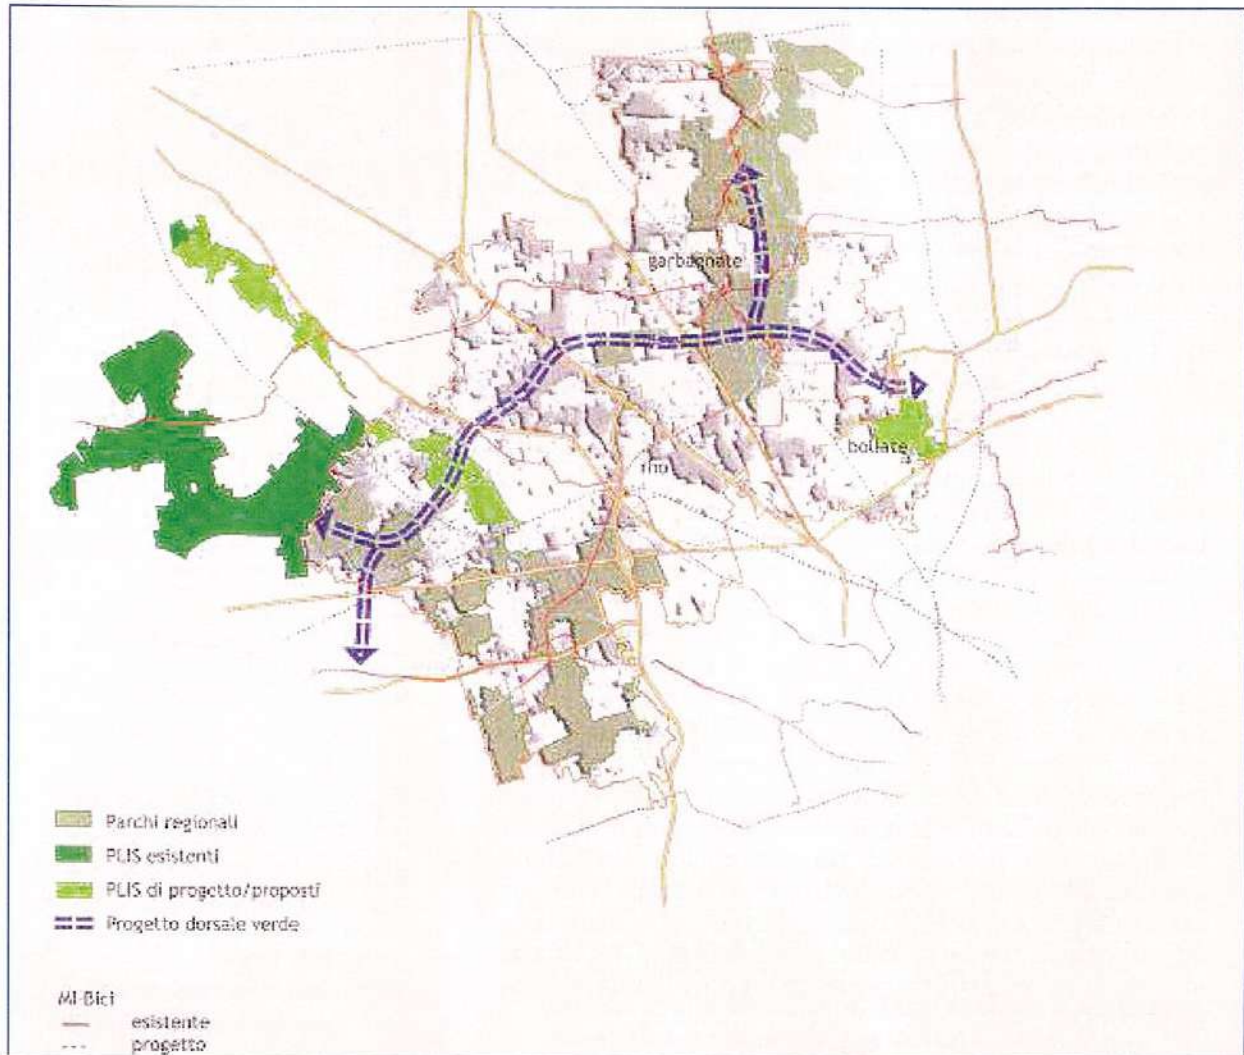 garbagnate
bollate
rho
Parchi regionali
PLIS esistenti
PLIS di progetto/proposti
Progetto dorsale verde
MI-Bici
esistente
progetto